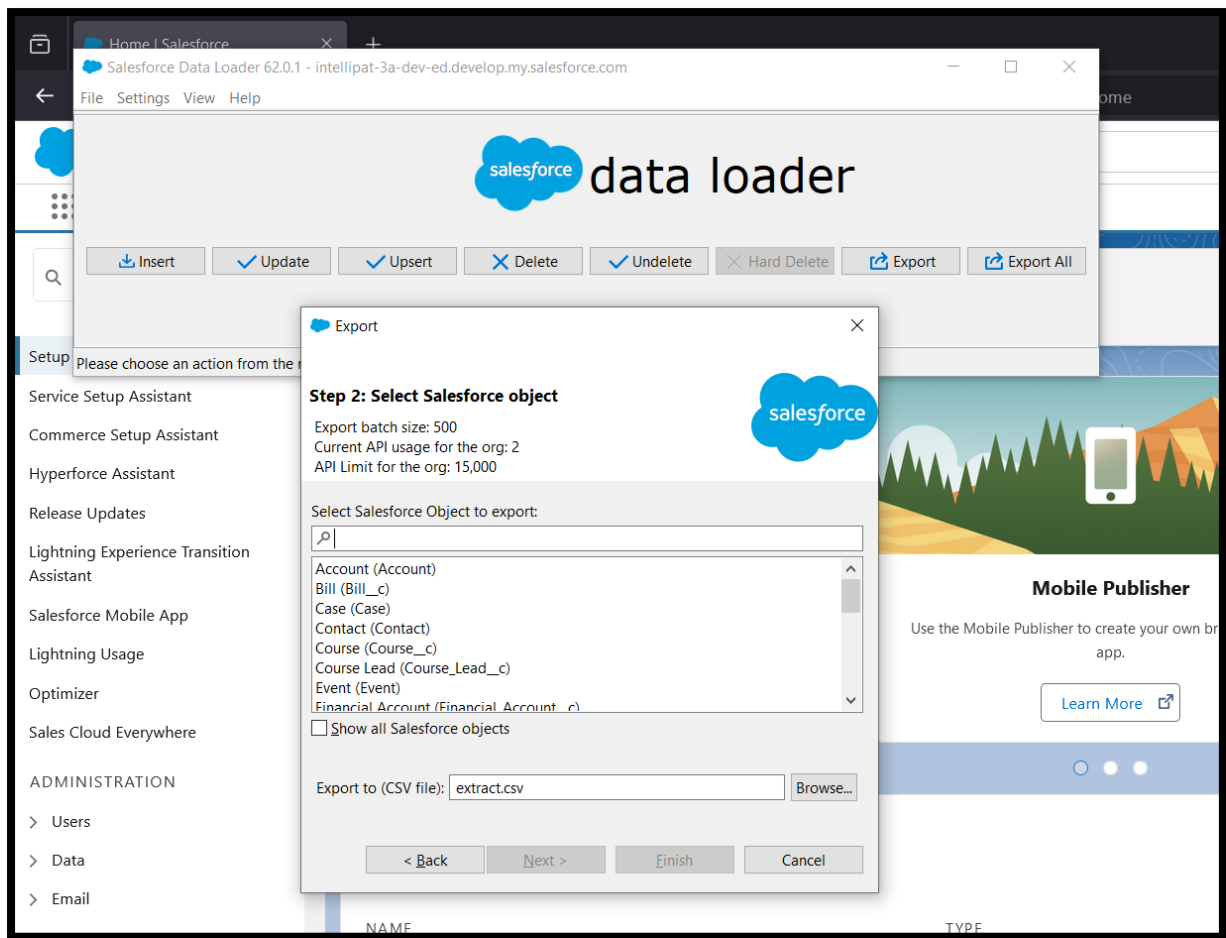 Home | Salesforce
Salesforce Data Loader 62.0.1 - intellipat-3a-dev-ed.develop.my.salesforce.com
File Settings View Help
ome
salesforce data loader
Insert Update Upsert Delete Undelete Hard Delete Export Export All
Please choose an action from the
Export
Step 2: Select Salesforce object
Export batch size: 500
Current API usage for the org: 2
API Limit for the org: 15,000
salesforce
Select Salesforce Object to export:
Account (Account)
Bill (Bill__c)
Case (Case)
Contact (Contact)
Course (Course__c)
Course Lead (Course_Lead__c)
Event (Event)
Financial Account (Financial_Account__c)
Show all Salesforce objects
Export to (CSV file): extract.csv Browse...
< Back Next > Finish Cancel
Setup
Service Setup Assistant
Commerce Setup Assistant
Hyperforce Assistant
Release Updates
Lightning Experience Transition
Assistant
Salesforce Mobile App
Lightning Usage
Optimizer
Sales Cloud Everywhere
ADMINISTRATION
Users
Data
Email
Mobile Publisher
Use the Mobile Publisher to create your own br
app.
Learn More
NAME TYPE